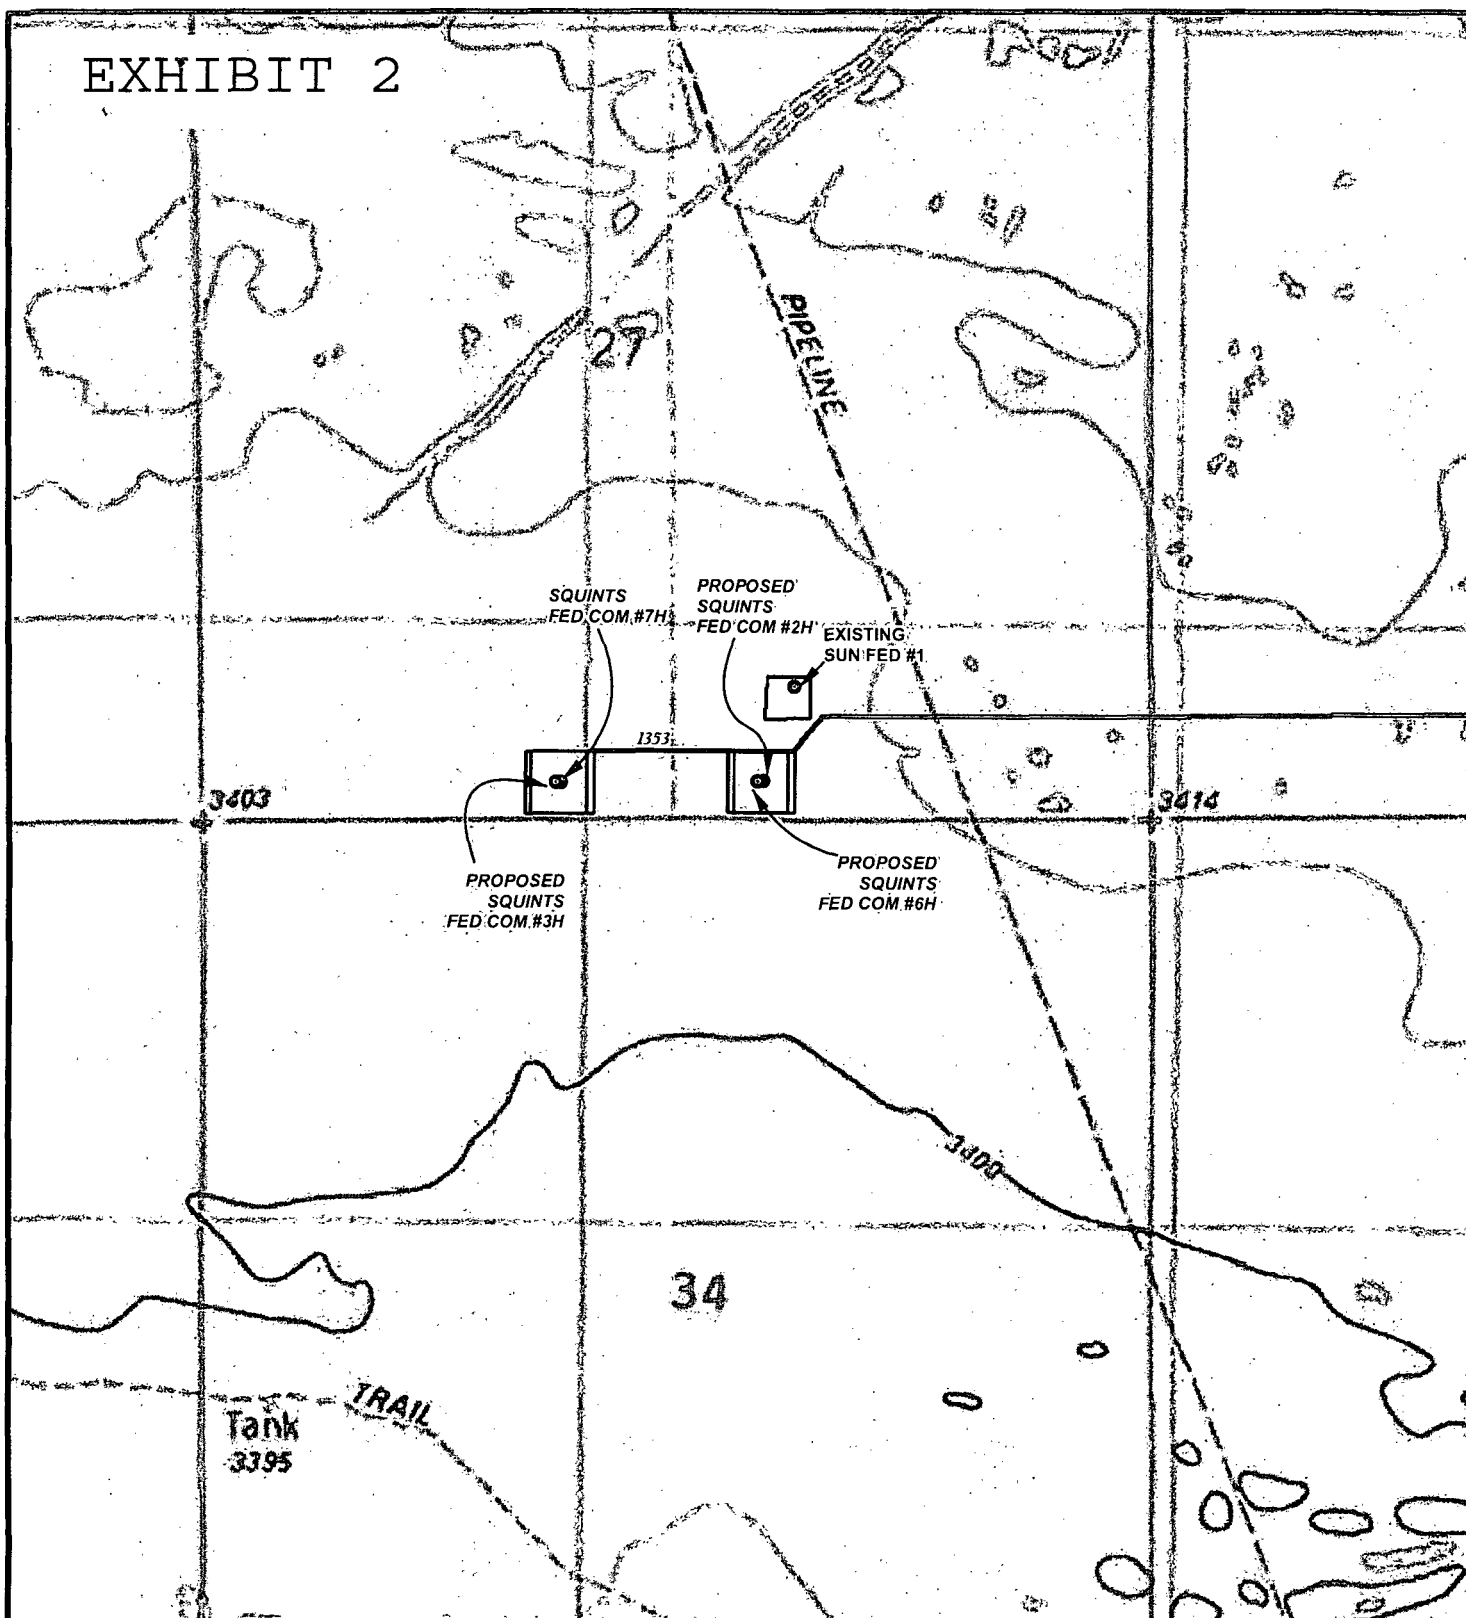 EXHIBIT 2
27
PIPELINE
SQUINTS
FED COM #7H
PROPOSED
SQUINTS
FED COM #2H
EXISTING
SUN FED #1
1353
3403
3414
PROPOSED
SQUINTS
FED COM #3H
PROPOSED
SQUINTS
FED COM #6H
3400
34
TRAIL
Tank
3395